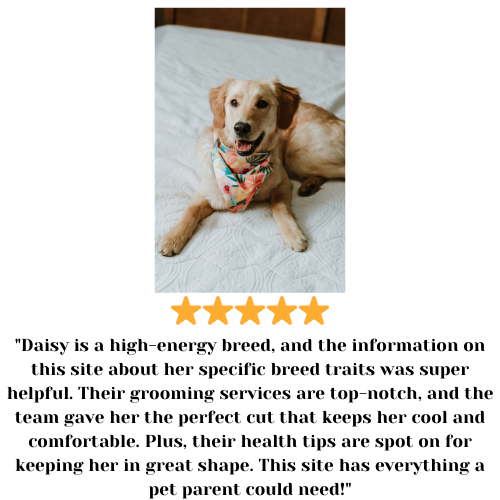 "Daisy is a high-energy breed, and the information on
this site about her specific breed traits was super
helpful. Their grooming services are top-notch, and the
team gave her the perfect cut that keeps her cool and
comfortable. Plus, their health tips are spot on for
keeping her in great shape. This site has everything a
pet parent could need!"